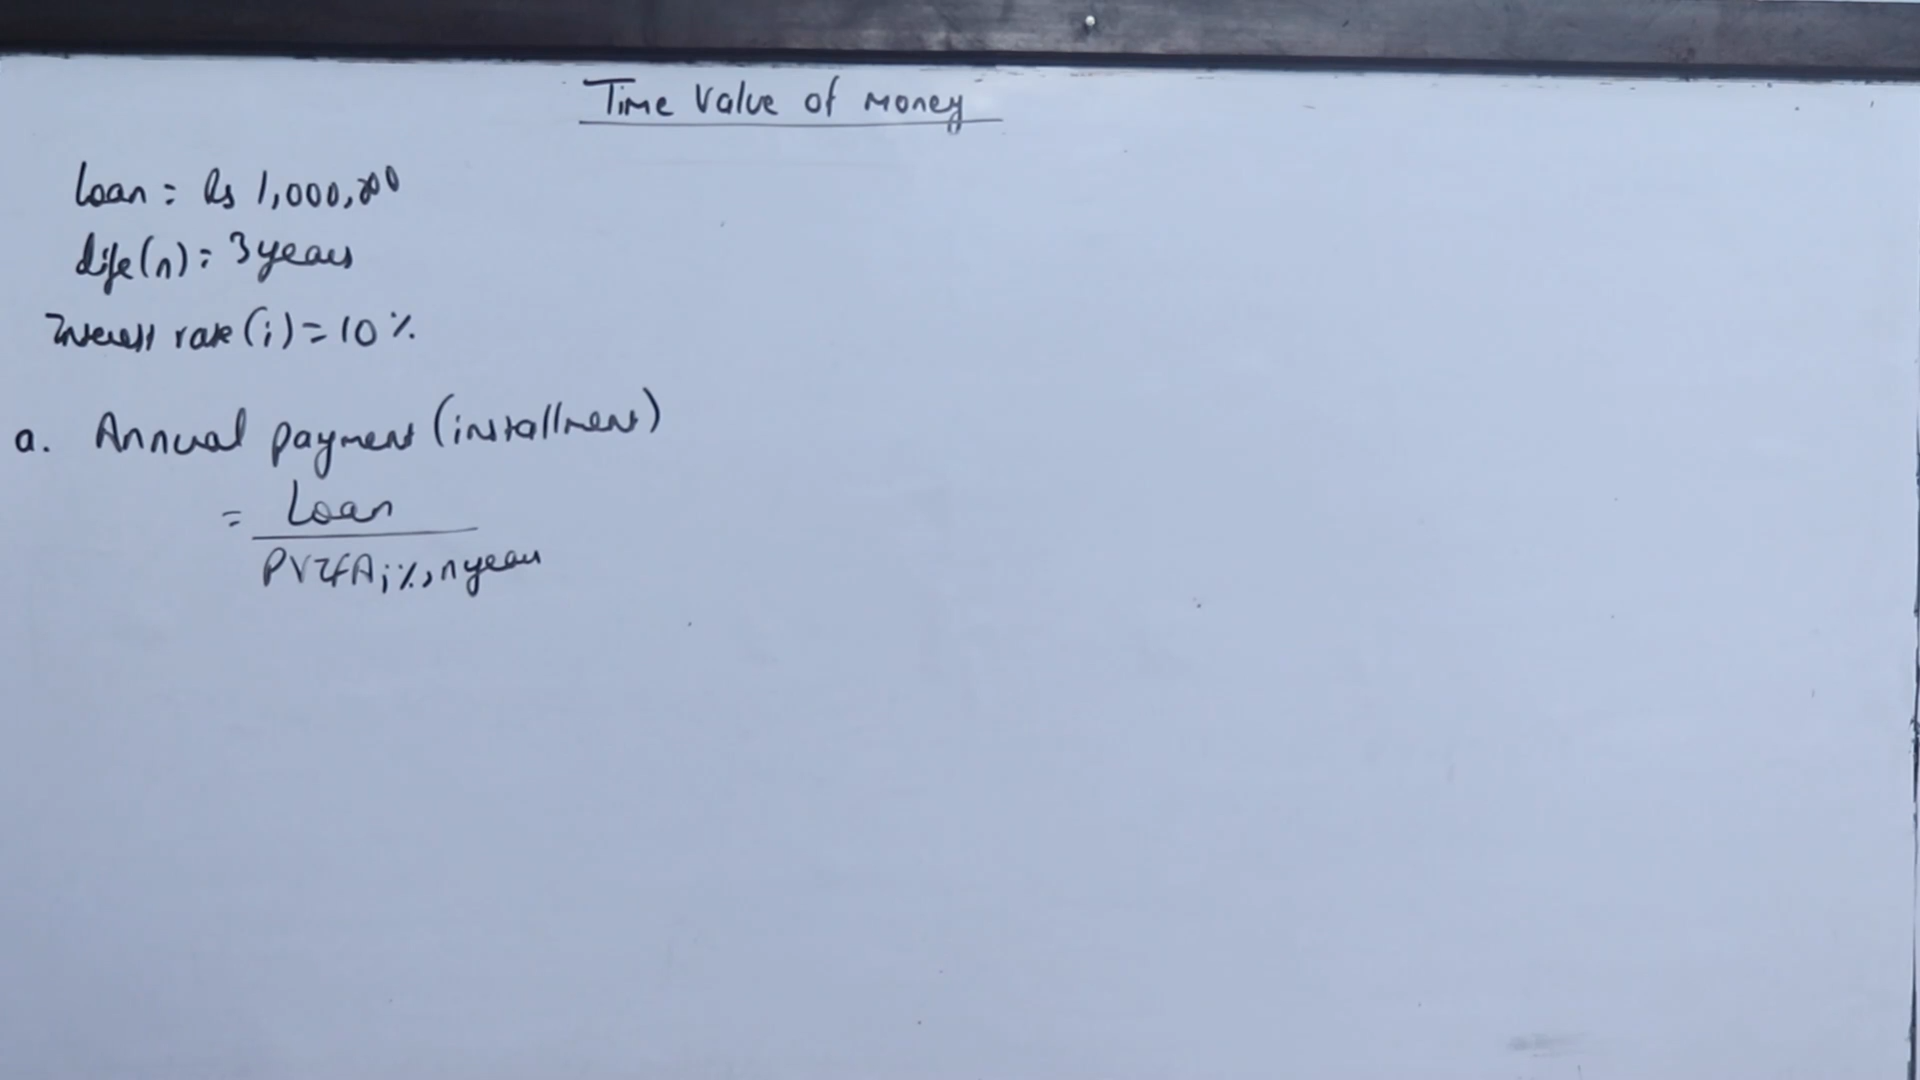 Time Value of money
Loan = Rs 1,000,000
life(n) = 3 years
Interest rate (i) = 10 %
a. Annual payment (installment)
= Loan
PVIFA i%, n years